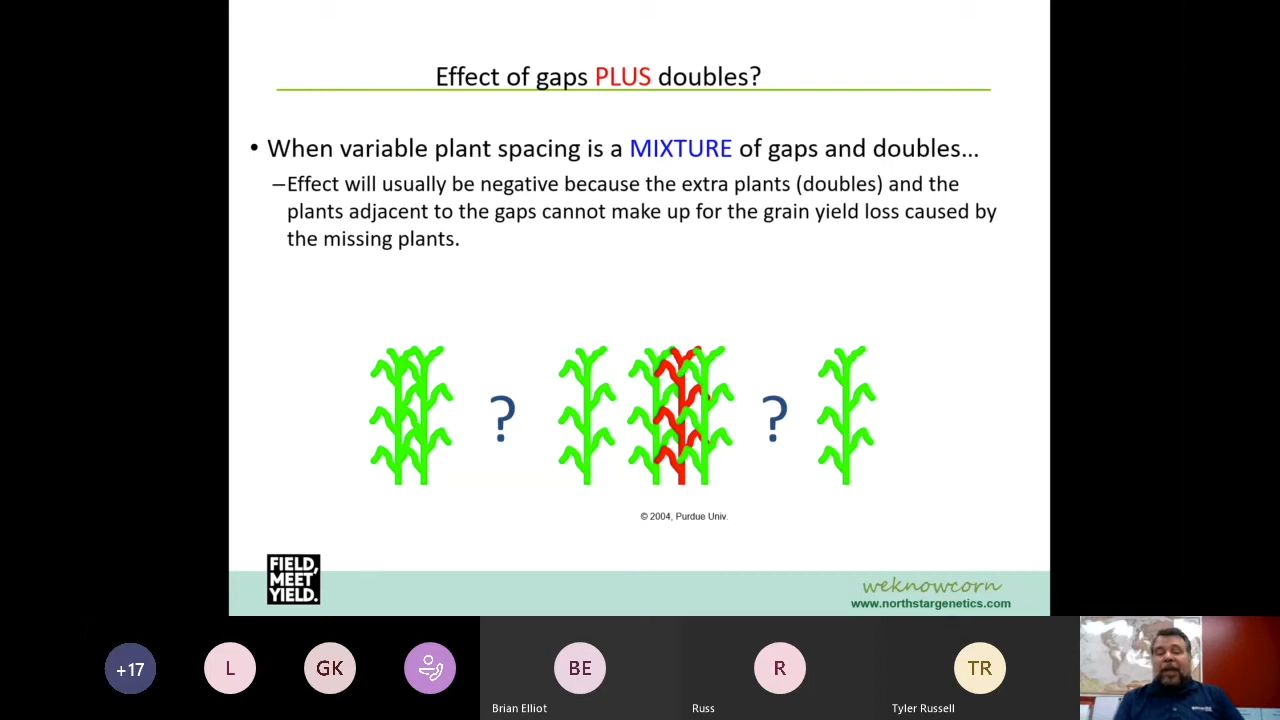 Effect of gaps PLUS doubles?
• When variable plant spacing is a MIXTURE of gaps and doubles...
–Effect will usually be negative because the extra plants (doubles) and the
plants adjacent to the gaps cannot make up for the grain yield loss caused by
the missing plants.
? ?
© 2004, Purdue Univ.
FIELD,
MEET
YIELD.
weknowcorn
www.northstargenetics.com
+17 L GK BE R TR
Brian Elliot Russ Tyler Russell